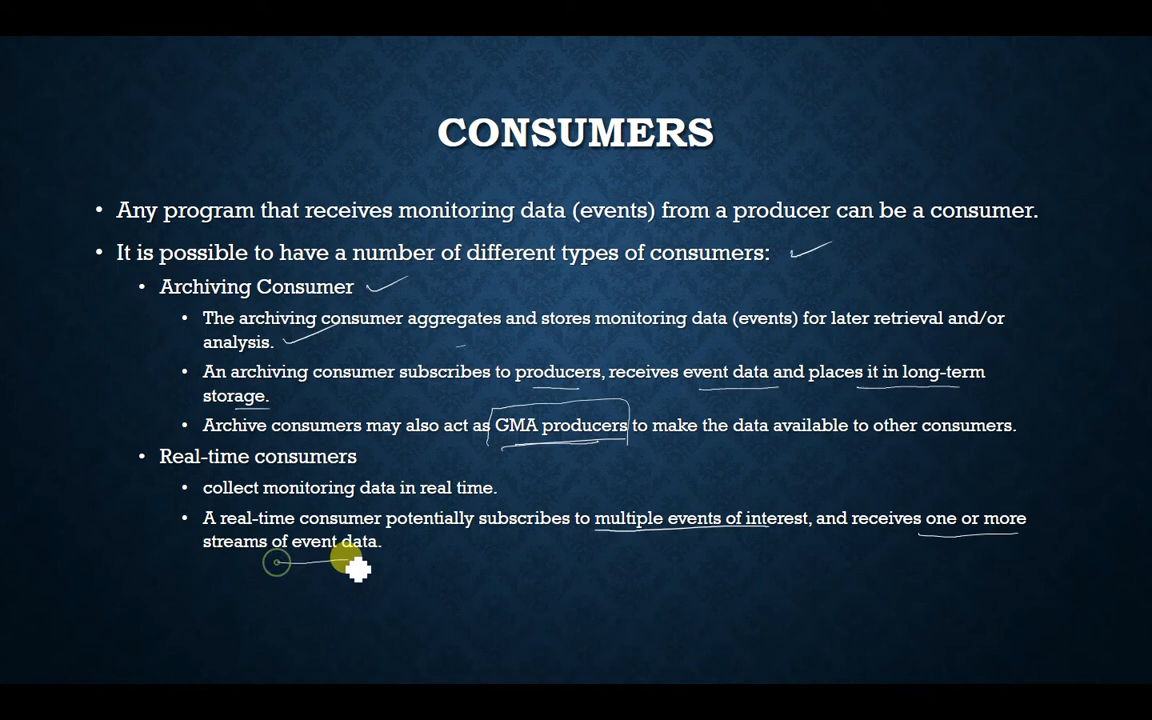 CONSUMERS
• Any program that receives monitoring data (events) from a producer can be a consumer.
• It is possible to have a number of different types of consumers:
• Archiving Consumer
• The archiving consumer aggregates and stores monitoring data (events) for later retrieval and/or
analysis.
• An archiving consumer subscribes to producers, receives event data and places it in long-term
storage.
• Archive consumers may also act as GMA producers to make the data available to other consumers.
• Real-time consumers
• collect monitoring data in real time.
• A real-time consumer potentially subscribes to multiple events of interest, and receives one or more
streams of event data.